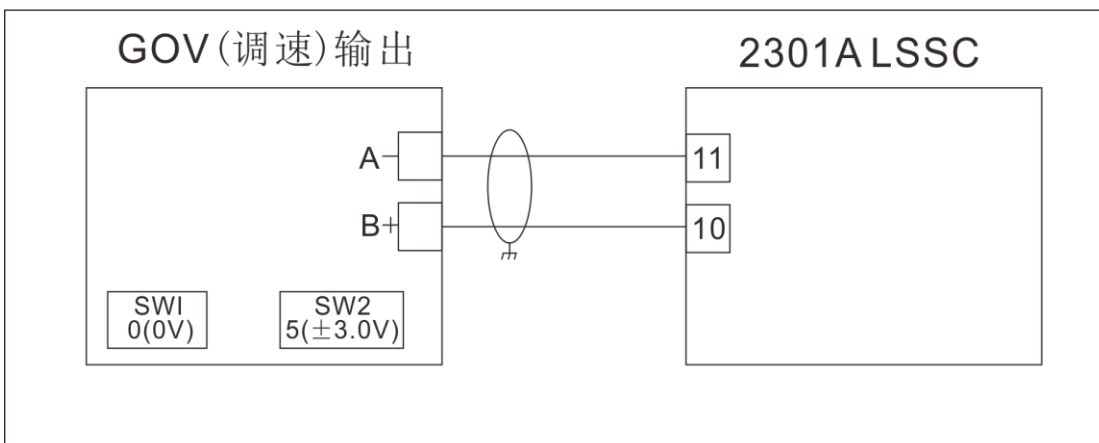 GOV(调速)输出
2301A LSSC
A-
11
B+
10
SWI
0(0V)
SW2
5(±3.0V)